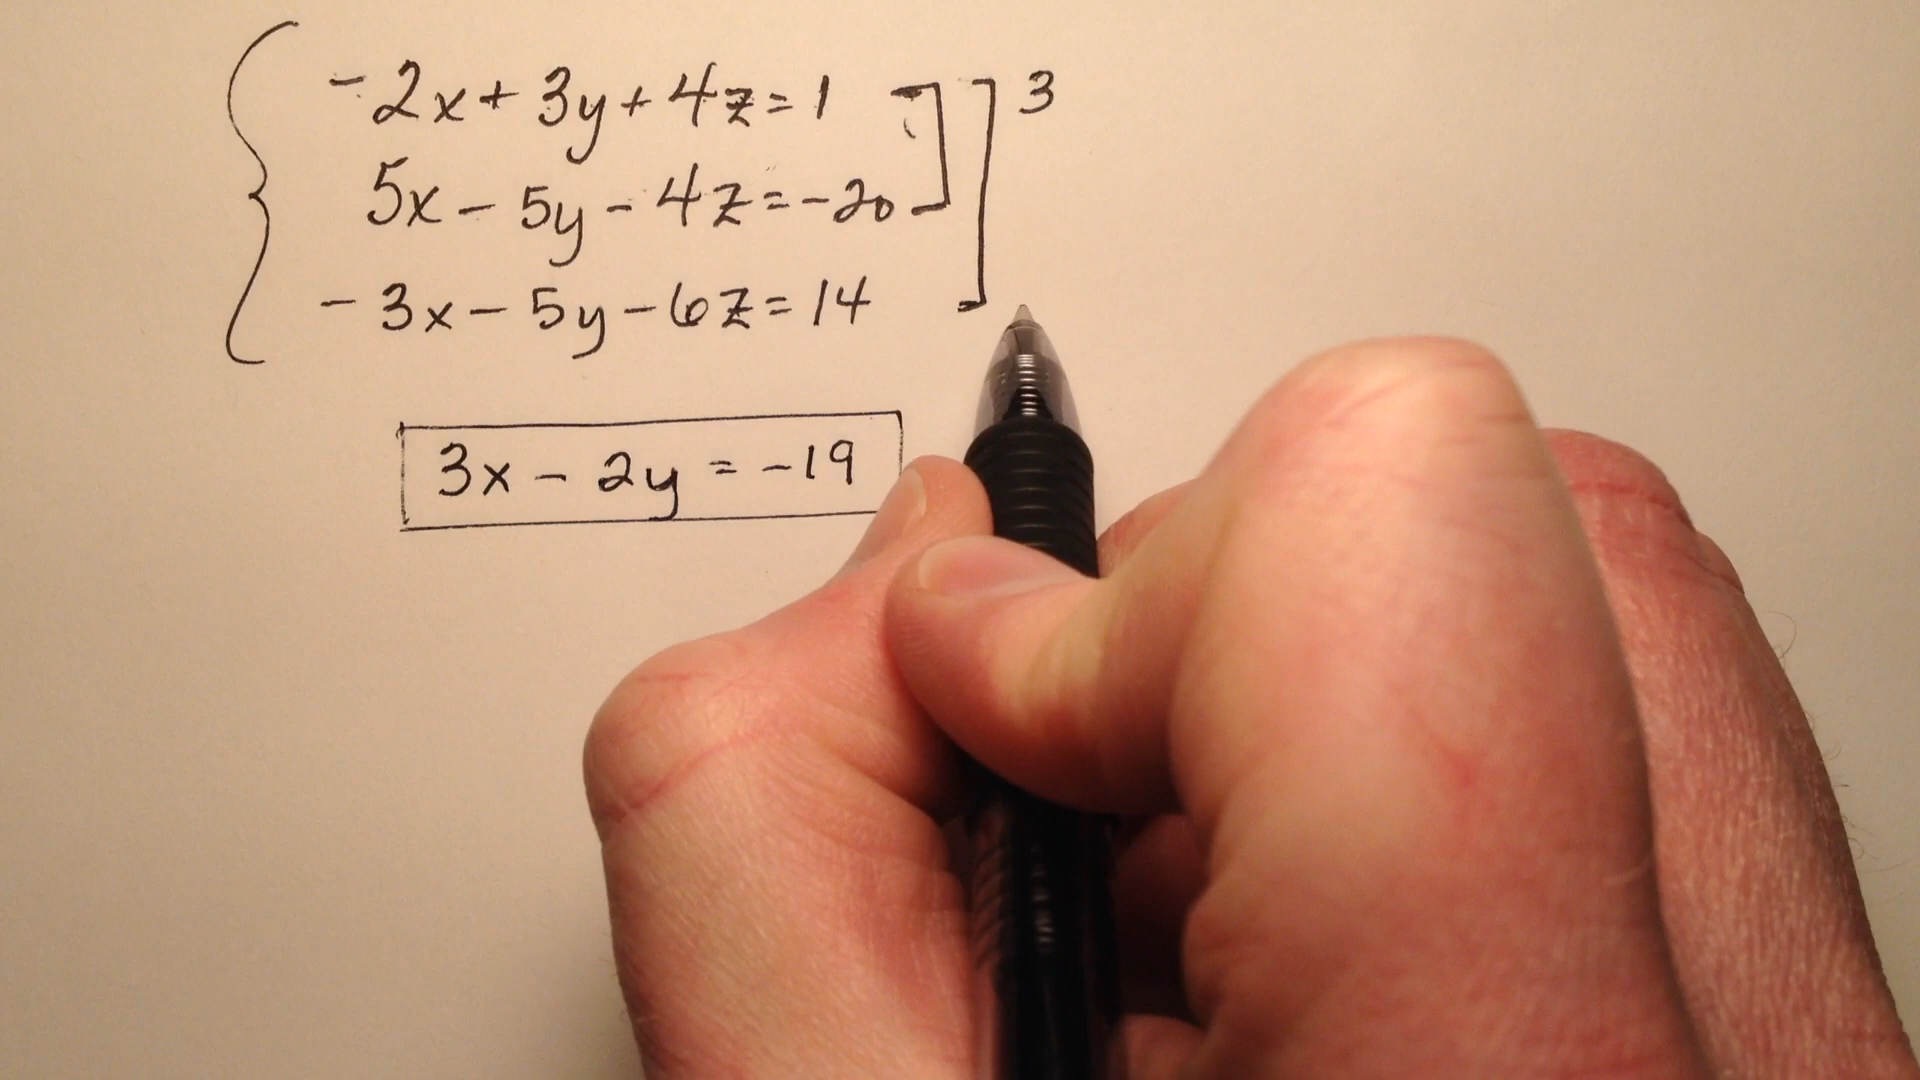 -2x + 3y + 4z = 1 3
5x - 5y - 4z = -20
-3x - 5y - 6z = 14
3x - 2y = -19